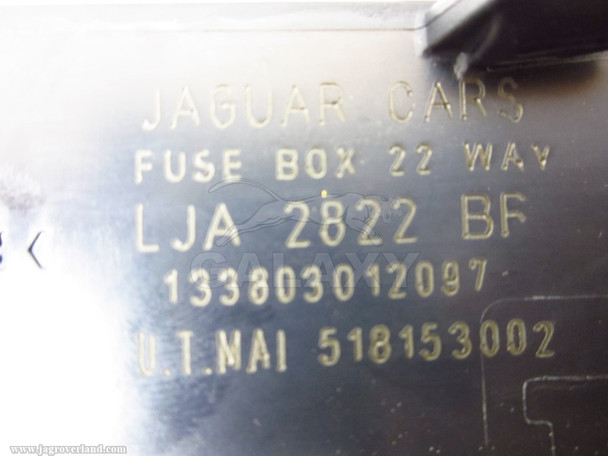 JAGUAR CARS
FUSE BOX 22 WAY
LJA 2822 BF
GALAXY
133803012097
U.T.MAI 518153002
www.jagroverland.com